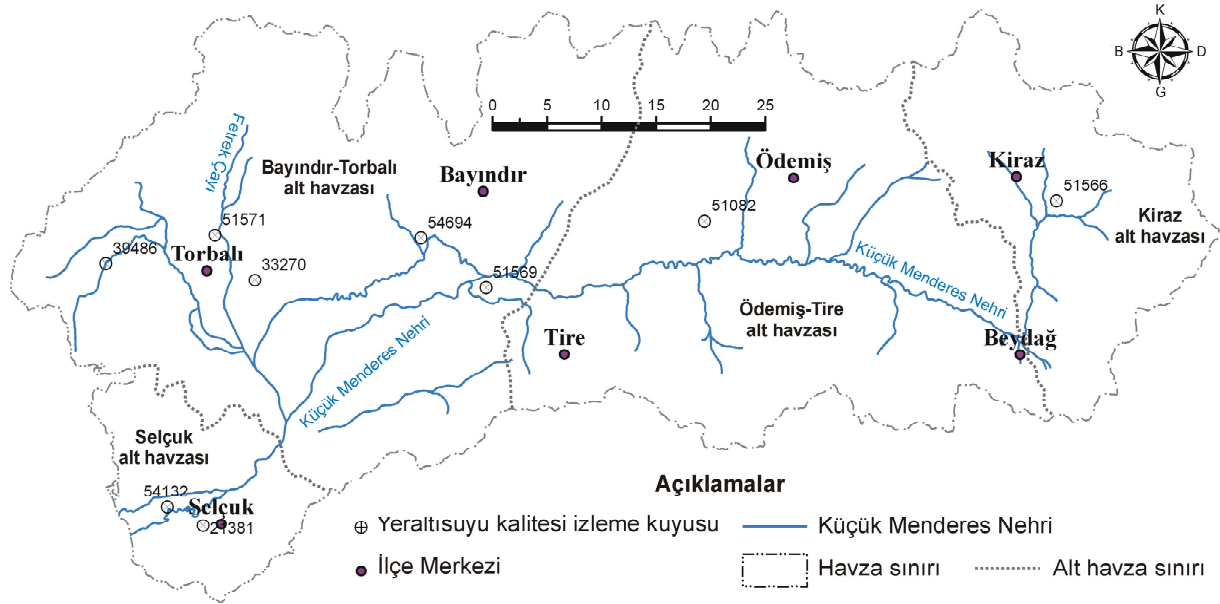 K
B
D
G
0 5 10 15 20 25
Fetrek Çayı
Bayındır-Torbalı
alt havzası
Bayındır
Ödemiş
Kiraz
51566
Kiraz
alt havzası
51571
54694
51082
39486
Torbalı
33270
51569
Küçük Menderes Nehri
Ödemiş-Tire
alt havzası
Tire
Beydağ
Küçük Menderes Nehri
Selçuk
alt havzası
54132
Selçuk
21381
Açıklamalar
Yeraltısuyu kalitesi izleme kuyusu
Küçük Menderes Nehri
İlçe Merkezi
Havza sınırı
Alt havza sınırı